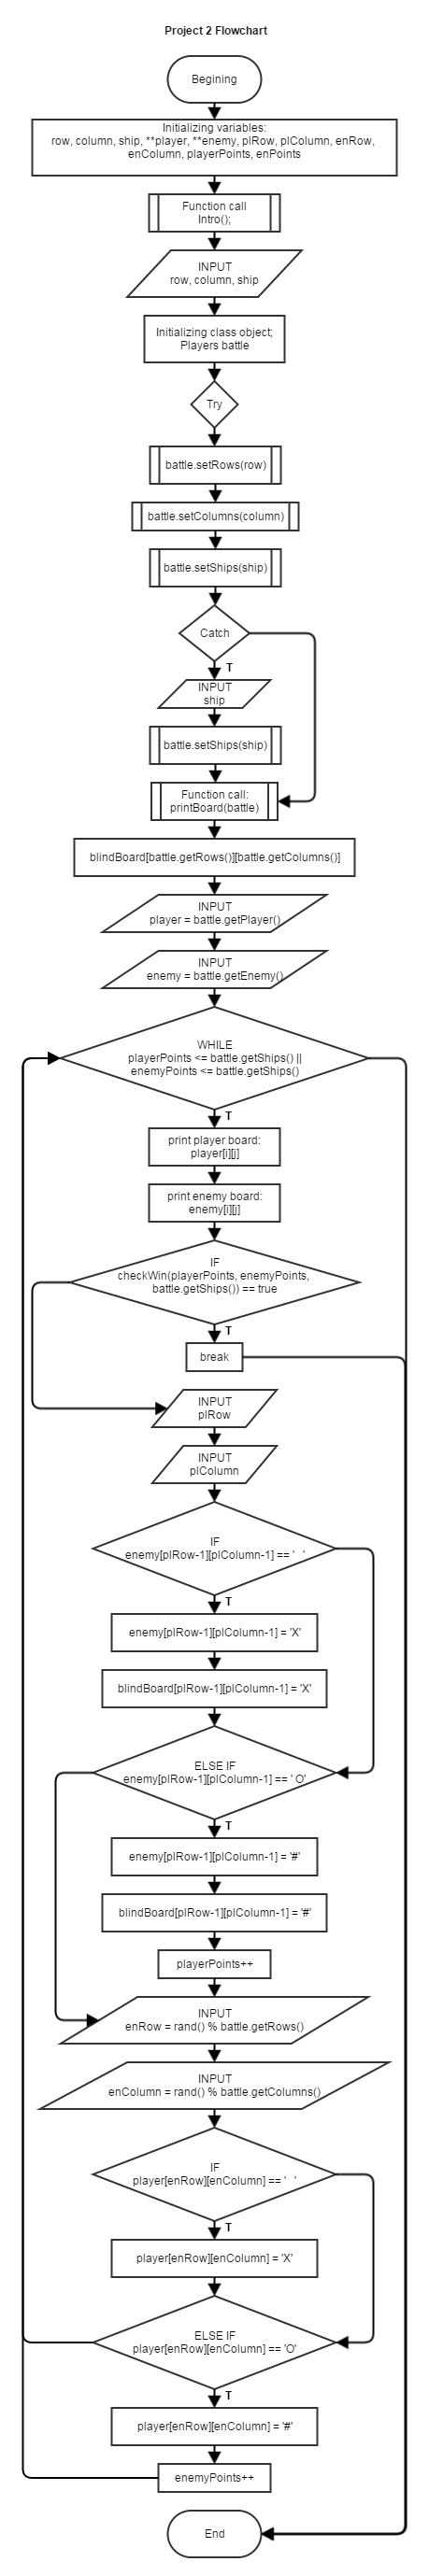 Project 2 Flowchart
Begining
Initializing variables:
row, column, ship, **player, **enemy, plRow, plColumn, enRow,
enColumn, playerPoints, enPoints
Function call
Intro();
INPUT
row, column, ship
Initializing class object;
Players battle
Try
battle.setRows(row)
battle.setColumns(column)
battle.setShips(ship)
Catch
T
INPUT
ship
battle.setShips(ship)
Function call:
printBoard(battle)
blindBoard[battle.getRows()][battle.getColumns()]
INPUT
player = battle.getPlayer()
INPUT
enemy = battle.getEnemy()
WHILE
playerPoints <= battle.getShips() ||
enemyPoints <= battle.getShips()
T
print player board:
player[i][j]
print enemy board:
enemy[i][j]
IF
checkWin(playerPoints, enemyPoints,
battle.getShips()) == true
T
break
INPUT
plRow
INPUT
plColumn
IF
enemy[plRow-1][plColumn-1] == '  '
T
enemy[plRow-1][plColumn-1] = 'X'
blindBoard[plRow-1][plColumn-1] = 'X'
ELSE IF
enemy[plRow-1][plColumn-1] == ' O'
T
enemy[plRow-1][plColumn-1] = '#'
blindBoard[plRow-1][plColumn-1] = '#'
playerPoints++
INPUT
enRow = rand() % battle.getRows()
INPUT
enColumn = rand() % battle.getColumns()
IF
player[enRow][enColumn] == '  '
T
player[enRow][enColumn] = 'X'
ELSE IF
player[enRow][enColumn] == 'O'
T
player[enRow][enColumn] = '#'
enemyPoints++
End